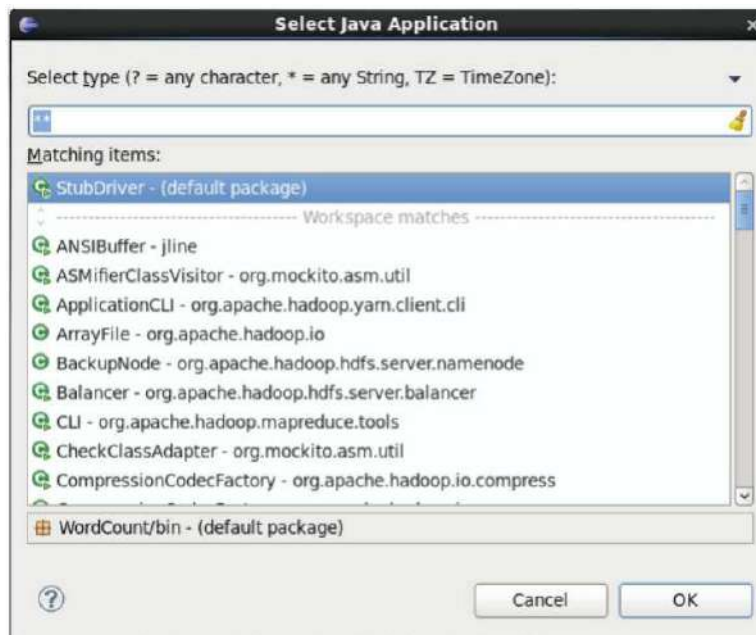 Select Java Application
Select type (? = any character, * = any String, TZ = TimeZone):
**
Matching items:
StubDriver - (default package)
Workspace matches
ANSIBuffer - jline
ASMifierClassVisitor - org.mockito.asm.util
ApplicationCLI - org.apache.hadoop.yarn.client.cli
ArrayFile - org.apache.hadoop.io
BackupNode - org.apache.hadoop.hdfs.server.namenode
Balancer - org.apache.hadoop.hdfs.server.balancer
CLI - org.apache.hadoop.mapreduce.tools
CheckClassAdapter - org.mockito.asm.util
CompressionCodecFactory - org.apache.hadoop.io.compress
WordCount/bin - (default package)
Cancel
OK